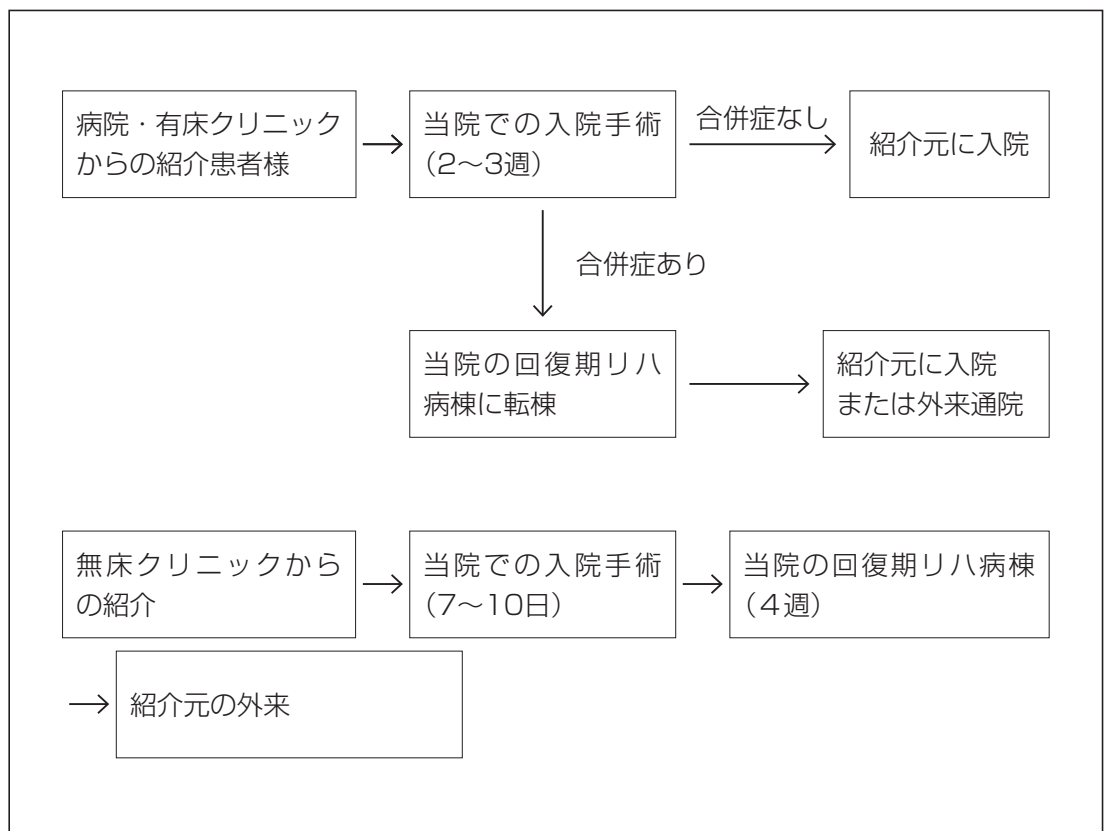 病院・有床クリニック
からの紹介患者様
当院での入院手術
(2〜3週)
合併症なし
紹介元に入院
合併症あり
当院の回復期リハ
病棟に転棟
紹介元に入院
または外来通院
無床クリニックから
の紹介
当院での入院手術
(7〜10日)
当院の回復期リハ病棟
(4週)
紹介元の外来